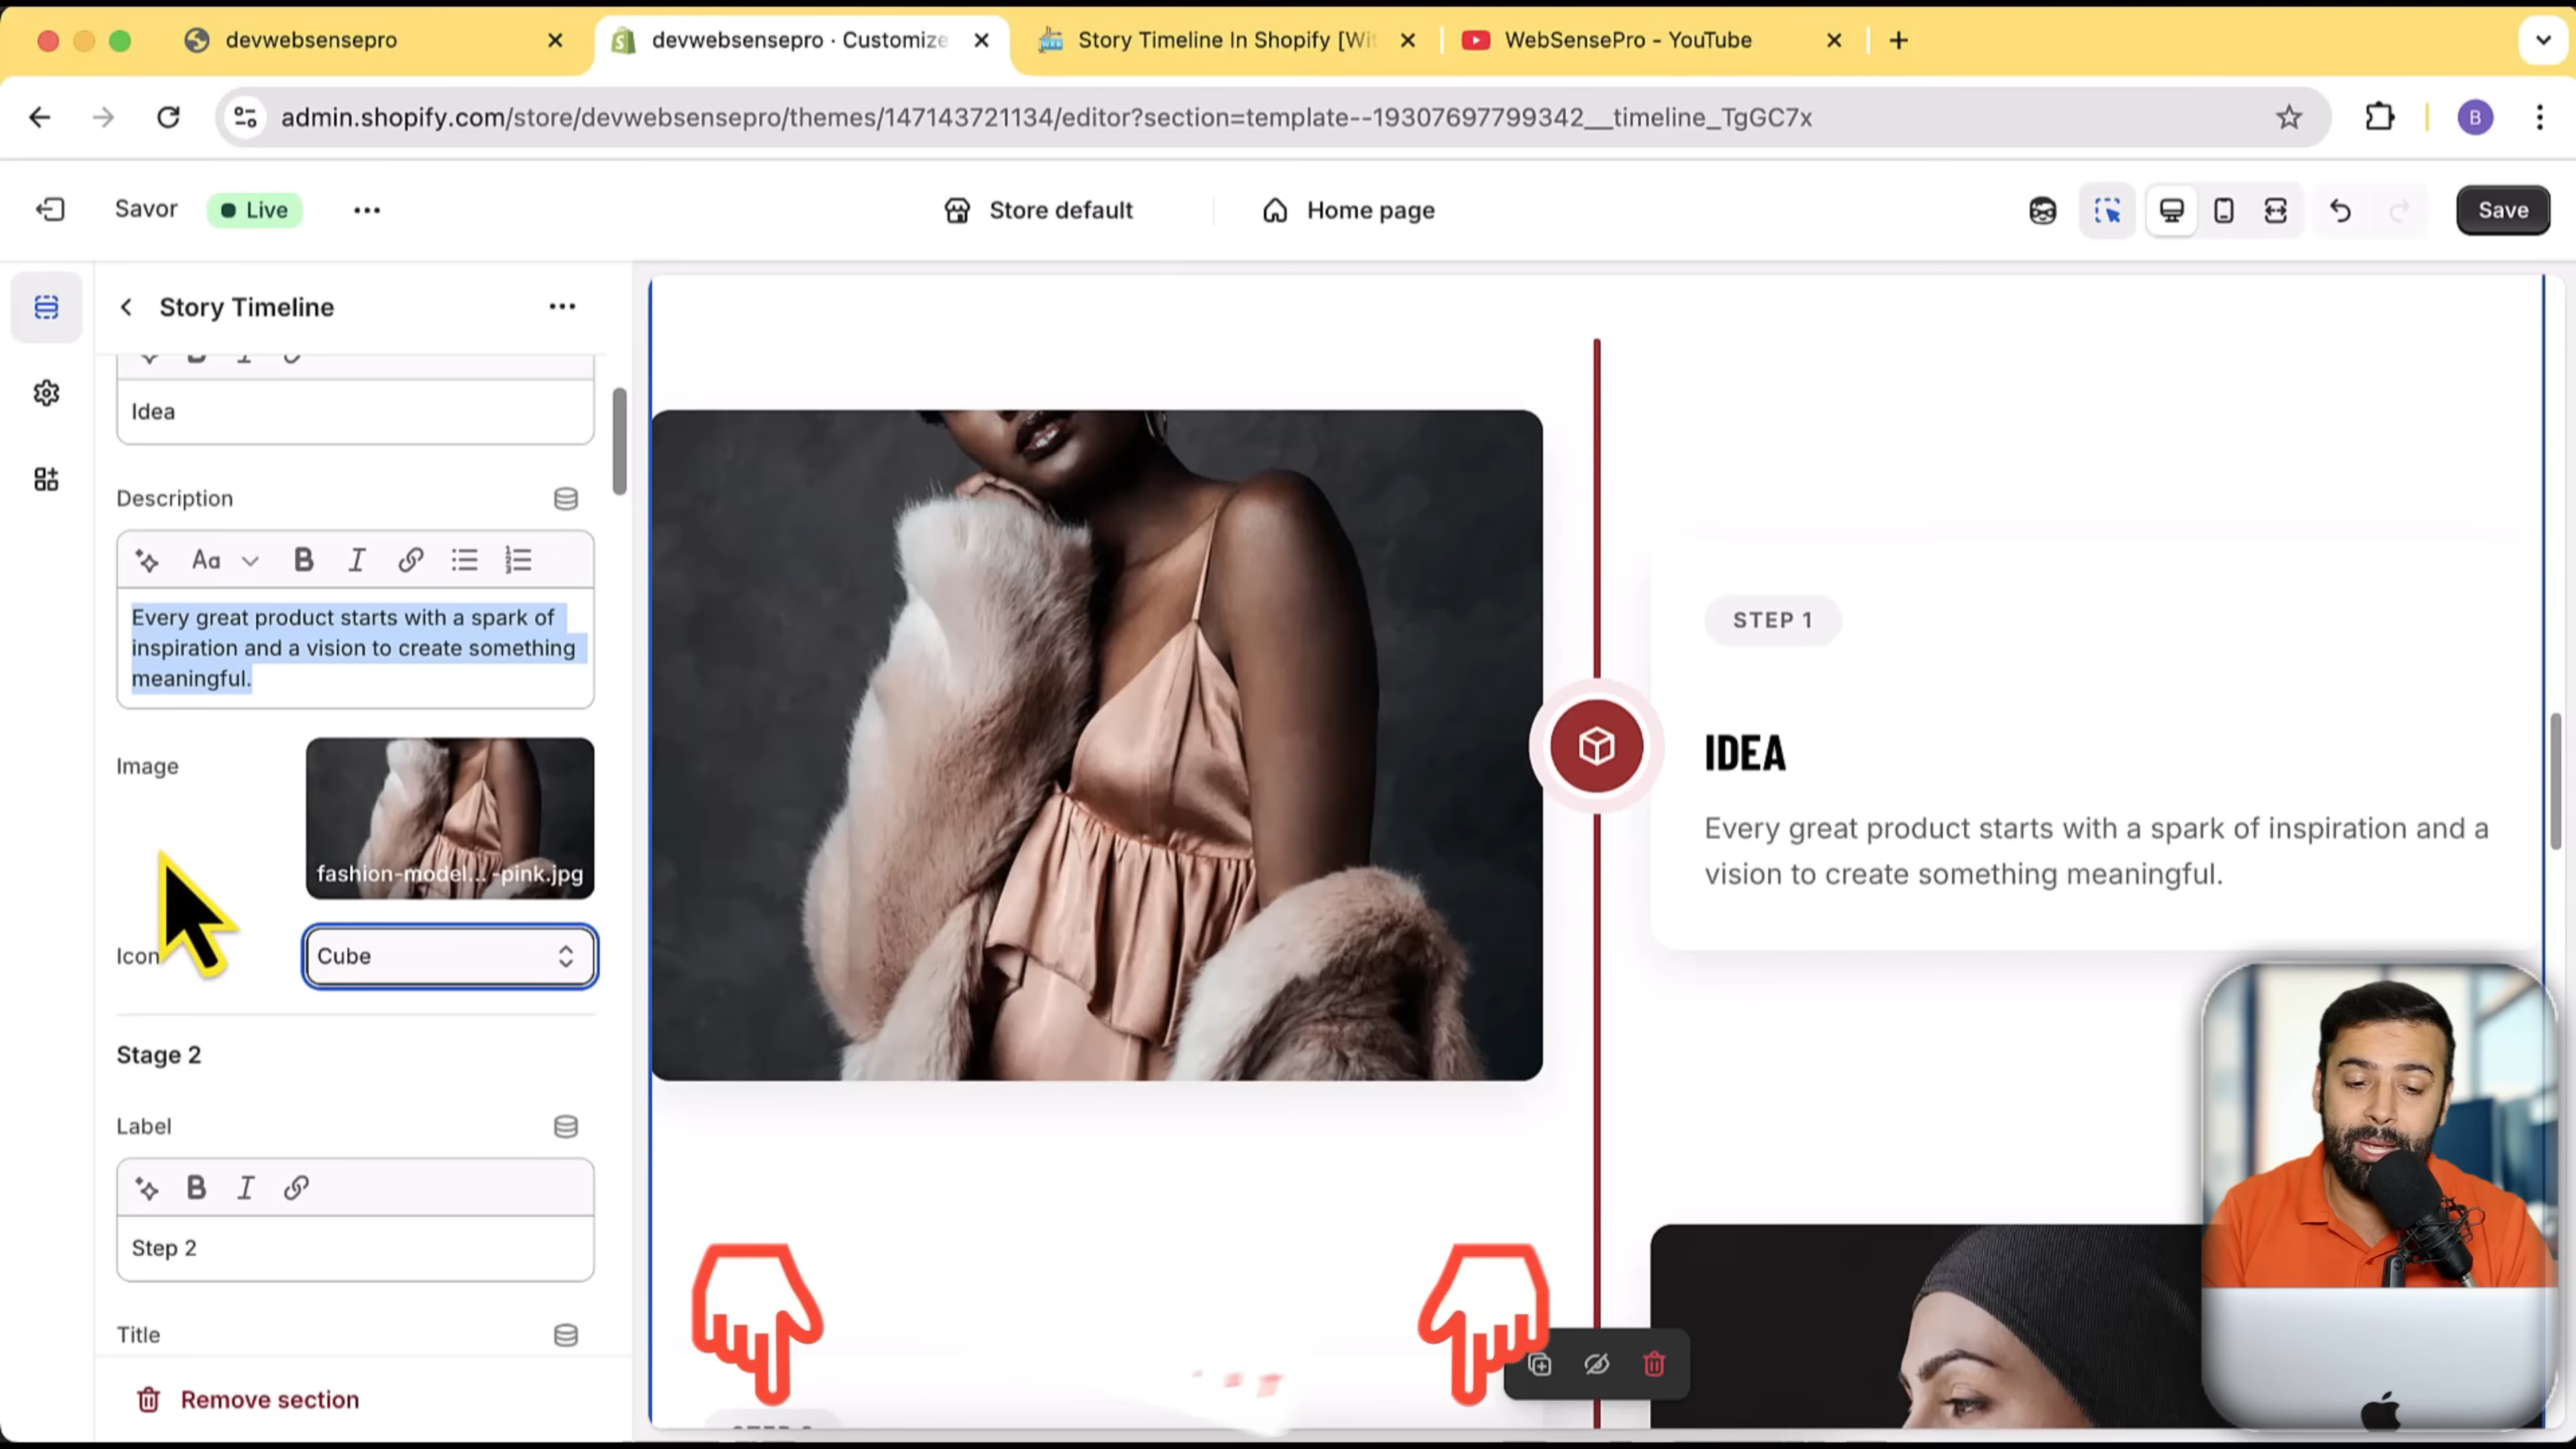 devwebsensepro
devwebsensepro · Customize
Story Timeline In Shopify [Wit
WebSensePro - YouTube
admin.shopify.com/store/devwebsensepro/themes/147143721134/editor?section=template--19307697799342__timeline_TgGC7x
B
Savor
Live
Store default
Home page
Save
Story Timeline
Idea
Description
Aa
Every great product starts with a spark of
inspiration and a vision to create something
meaningful.
Image
fashion-model... -pink.jpg
Icon
Cube
Stage 2
Label
Step 2
Title
Remove section
STEP 1
IDEA
Every great product starts with a spark of inspiration and a
vision to create something meaningful.